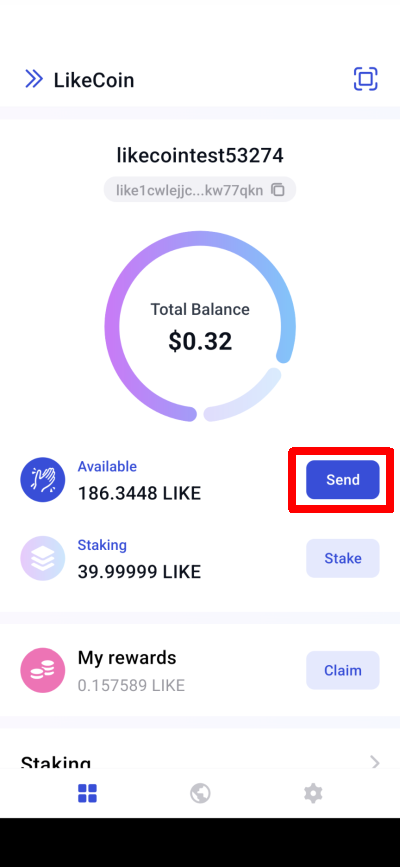 LikeCoin
likecointest53274
like1cwlejjc...kw77qkn
Total Balance
$0.32
Available
186.3448 LIKE
Send
Staking
39.99999 LIKE
Stake
My rewards
0.157589 LIKE
Claim
Staking